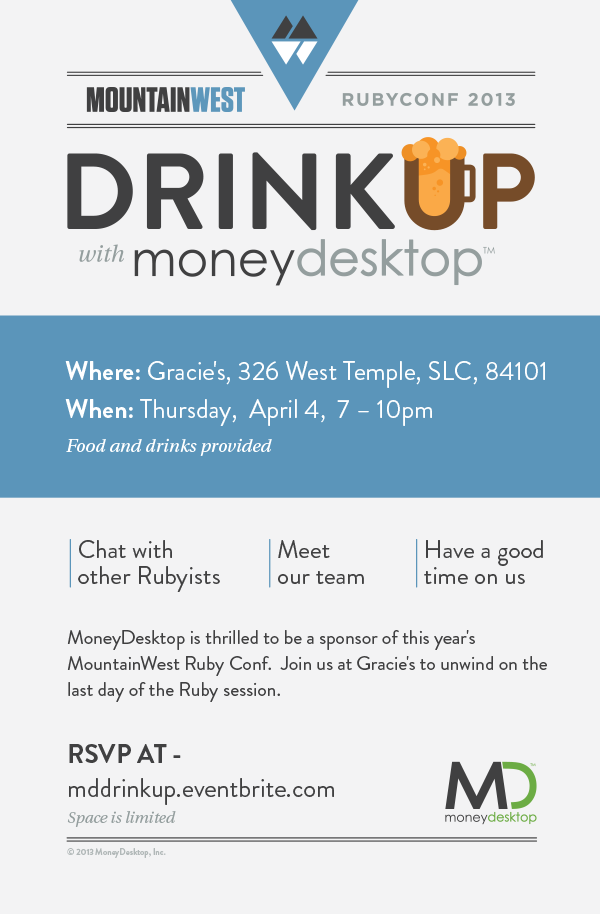 MOUNTAINWEST RUBYCONF 2013
DRINKUP
with moneydesktop™
Where: Gracie's, 326 West Temple, SLC, 84101
When: Thursday, April 4, 7 – 10pm
Food and drinks provided
Chat with
other Rubyists
Meet
our team
Have a good
time on us
MoneyDesktop is thrilled to be a sponsor of this year's
MountainWest Ruby Conf. Join us at Gracie's to unwind on the
last day of the Ruby session.
RSVP AT -
mddrinkup.eventbrite.com
Space is limited
MD™
moneydesktop
© 2013 MoneyDesktop, Inc.